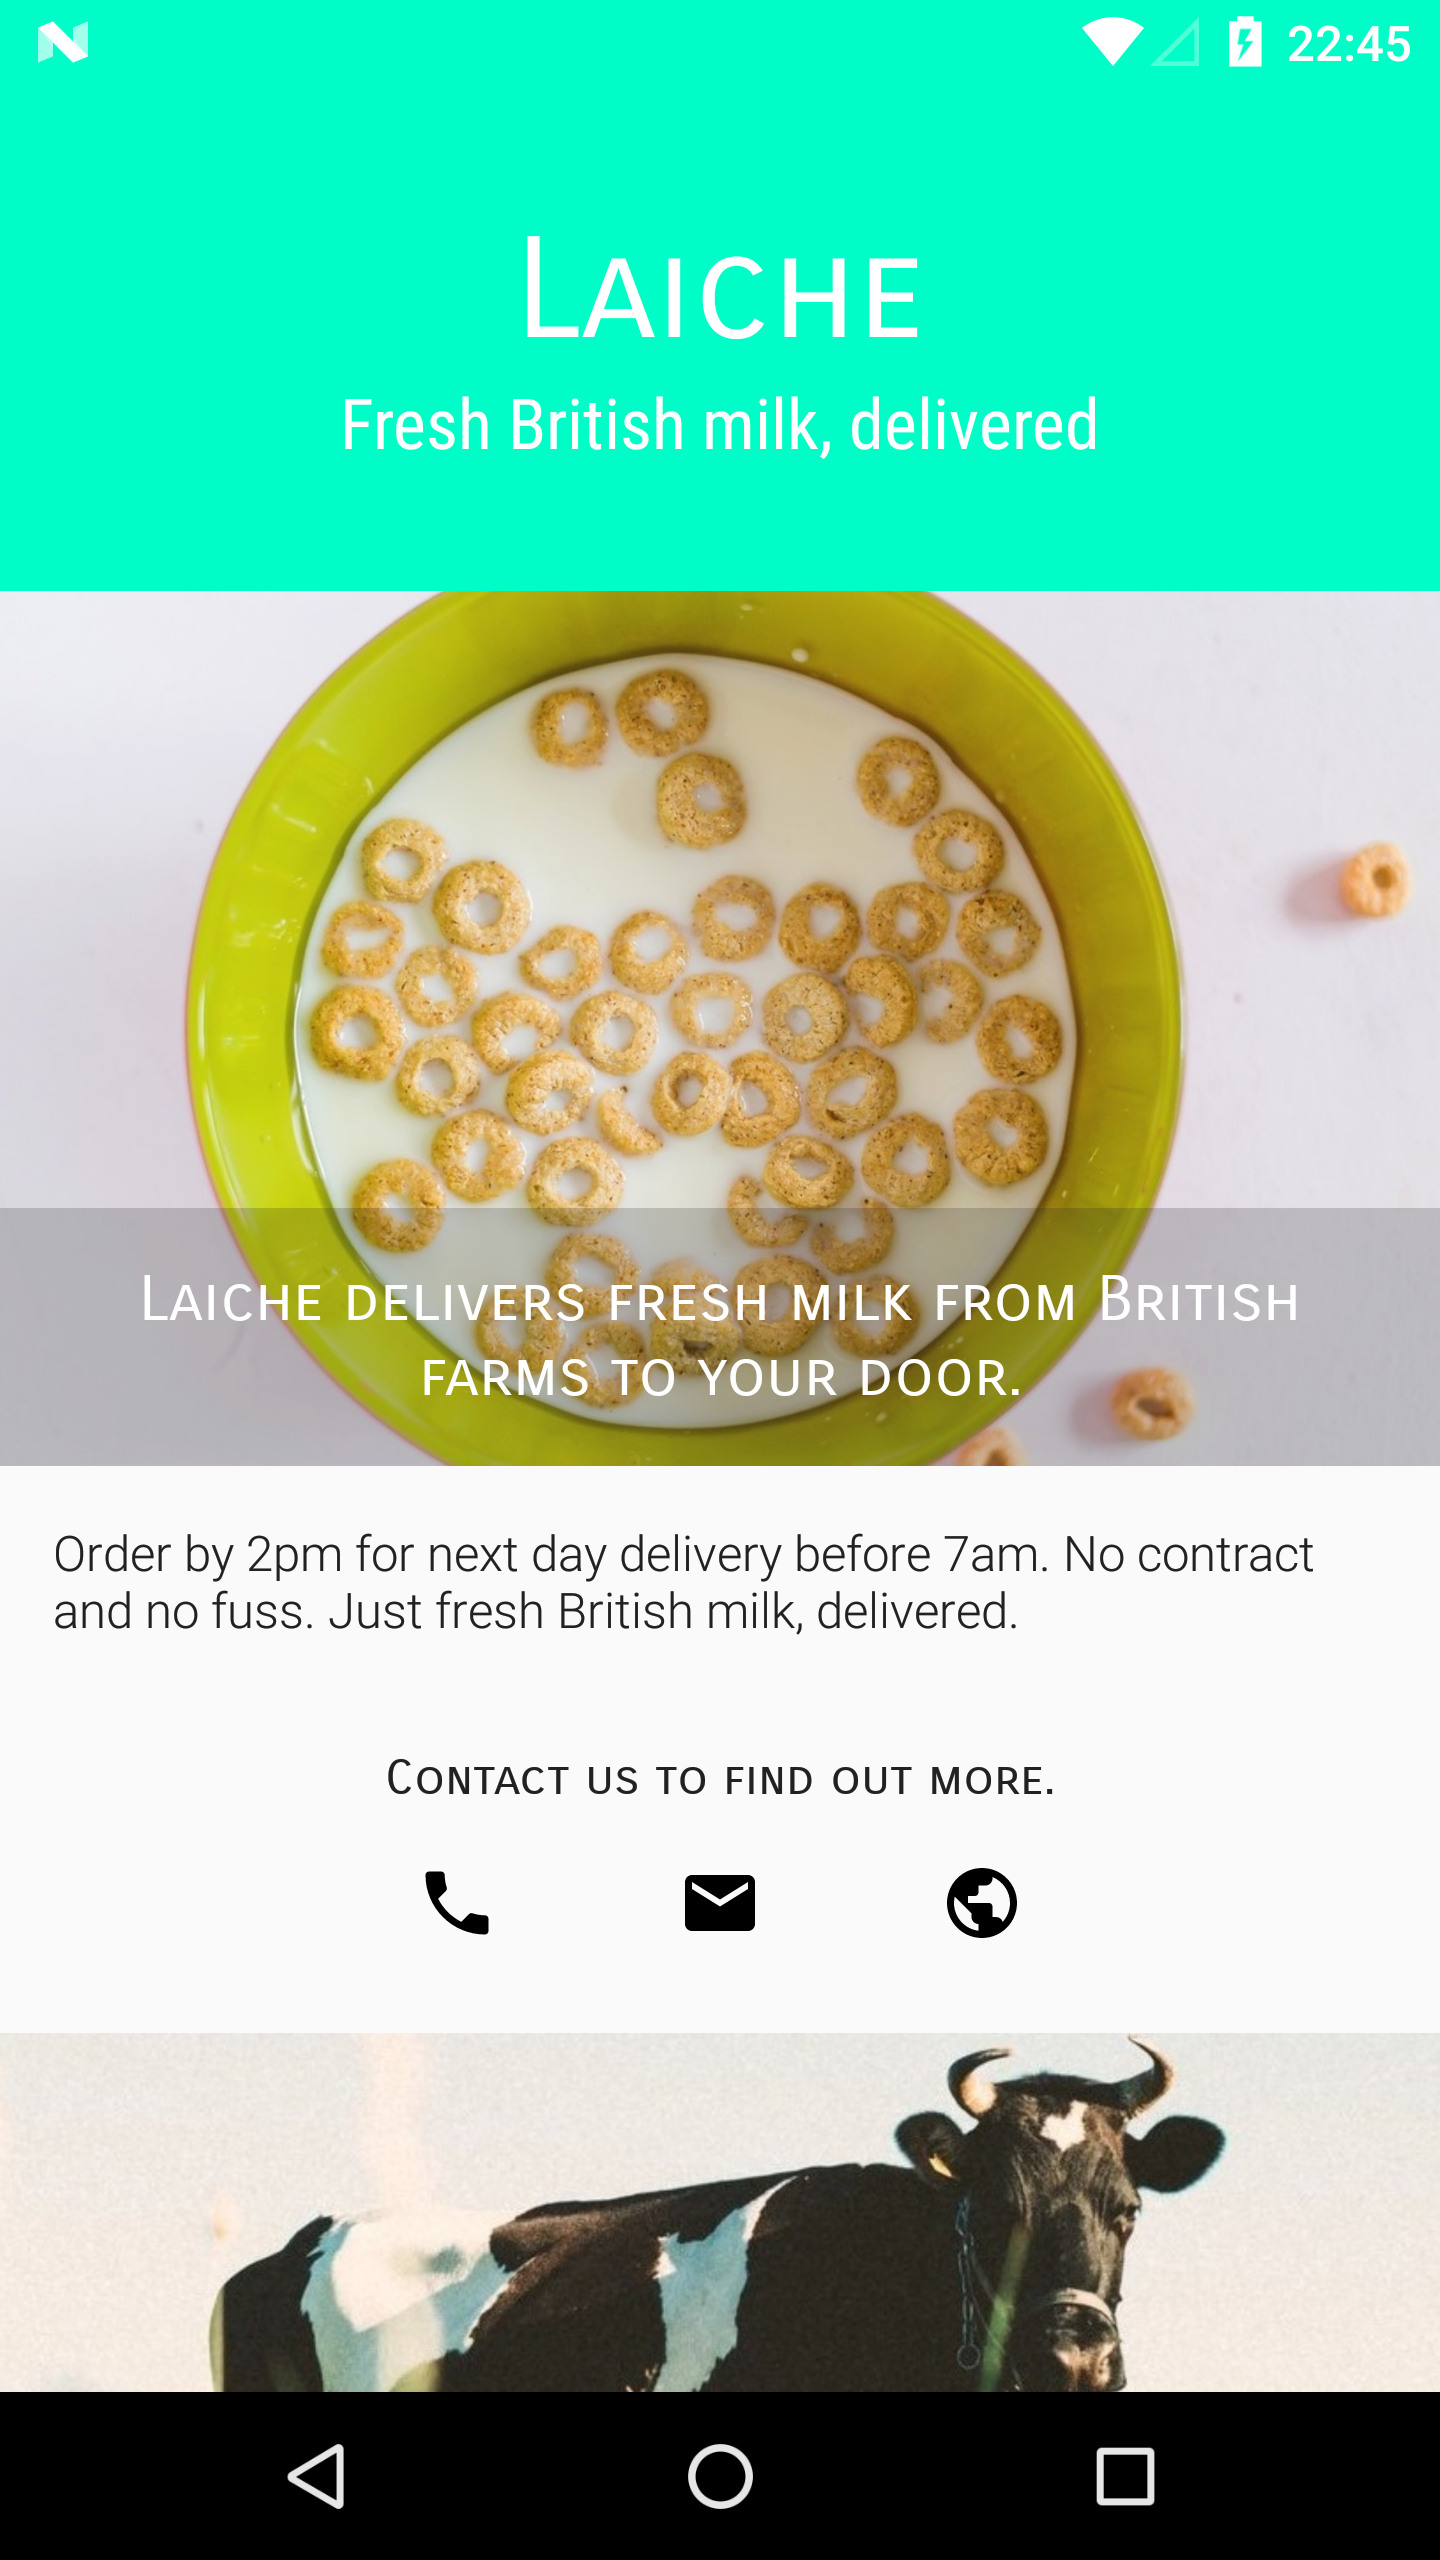 22:45
Laiche
Fresh British milk, delivered
Laiche delivers fresh milk from British
farms to your door.
Order by 2pm for next day delivery before 7am. No contract
and no fuss. Just fresh British milk, delivered.
Contact us to find out more.